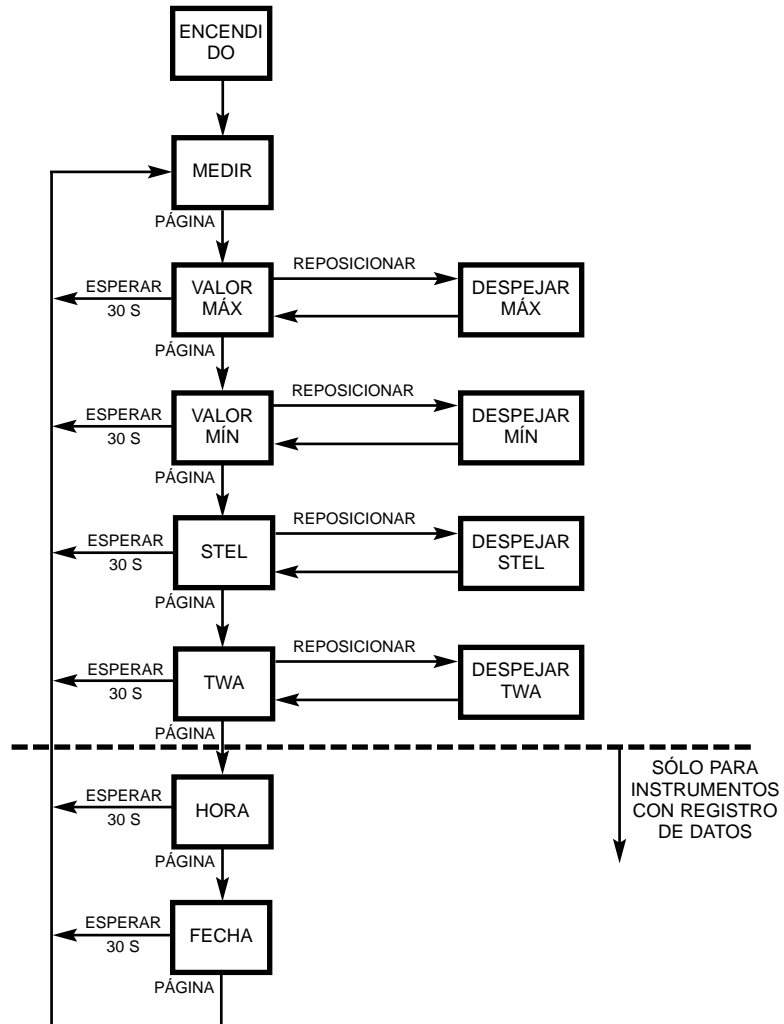 ENCENDI
DO
MEDIR
PÁGINA
ESPERAR
30 S
VALOR
MÁX
REPOSICIONAR
DESPEJAR
MÁX
PÁGINA
ESPERAR
30 S
VALOR
MÍN
REPOSICIONAR
DESPEJAR
MÍN
PÁGINA
ESPERAR
30 S
STEL
REPOSICIONAR
DESPEJAR
STEL
PÁGINA
ESPERAR
30 S
TWA
REPOSICIONAR
DESPEJAR
TWA
PÁGINA
SÓLO PARA
INSTRUMENTOS
CON REGISTRO
DE DATOS
ESPERAR
30 S
HORA
PÁGINA
ESPERAR
30 S
FECHA
PÁGINA